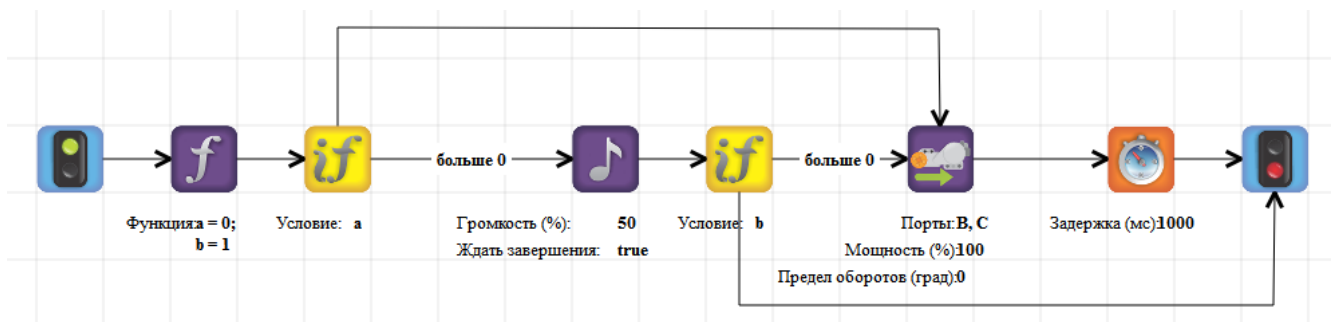 больше 0
больше 0
Функция:a = 0;
b = 1
Условие: a
Громкость (%): 50
Ждать завершения: true
Условие: b
Порты:B, C
Мощность (%):100
Предел оборотов (град):0
Задержка (мс):1000